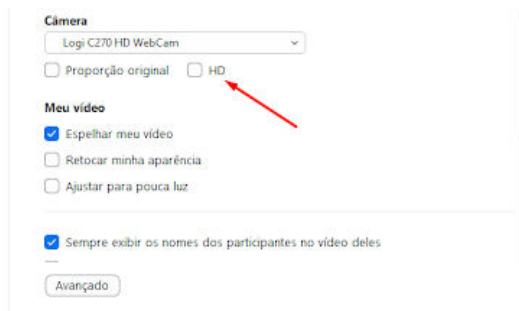 Câmera
Logi C270 HD WebCam
Proporção original HD
Meu vídeo
Espelhar meu vídeo
Retocar minha aparência
Ajustar para pouca luz
Sempre exibir os nomes dos participantes no vídeo deles
Avançado